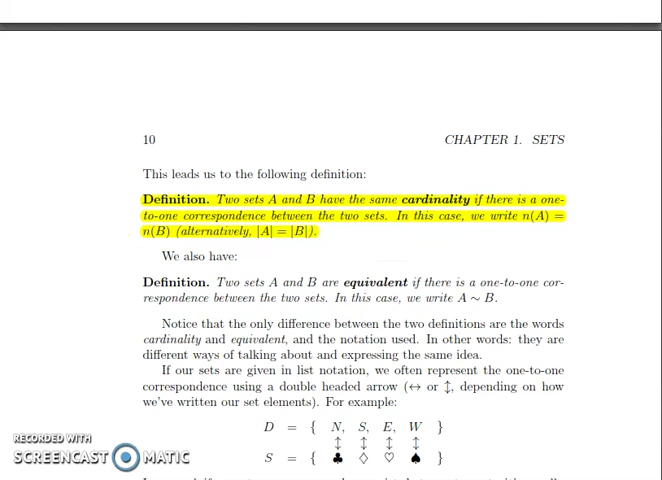 10 CHAPTER 1. SETS
This leads us to the following definition:
Definition. Two sets A and B have the same cardinality if there is a one-
to-one correspondence between the two sets. In this case, we write n(A) =
n(B) (alternatively, |A| = |B|).
We also have:
Definition. Two sets A and B are equivalent if there is a one-to-one cor-
respondence between the two sets. In this case, we write A ∼ B.
Notice that the only difference between the two definitions are the words
cardinality and equivalent, and the notation used. In other words: they are
different ways of talking about and expressing the same idea.
If our sets are given in list notation, we often represent the one-to-one
correspondence using a double headed arrow (↔ or ↕, depending on how
we've written our set elements). For example:
D = { N, S, E, W }
↕ ↕ ↕ ↕
S = { ♣ ♢ ♡ ♠ }
RECORDED WITH
SCREENCAST MATIC